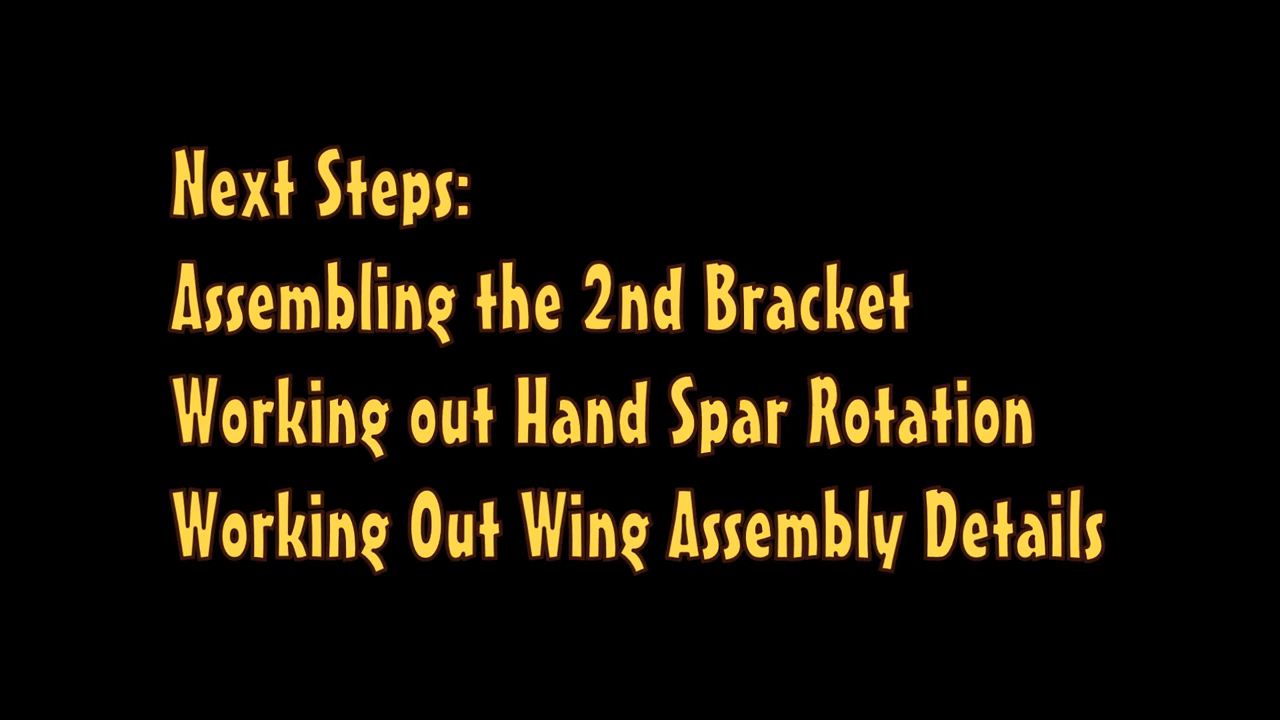 Next Steps:
Assembling the 2nd Bracket
Working out Hand Spar Rotation
Working Out Wing Assembly Details